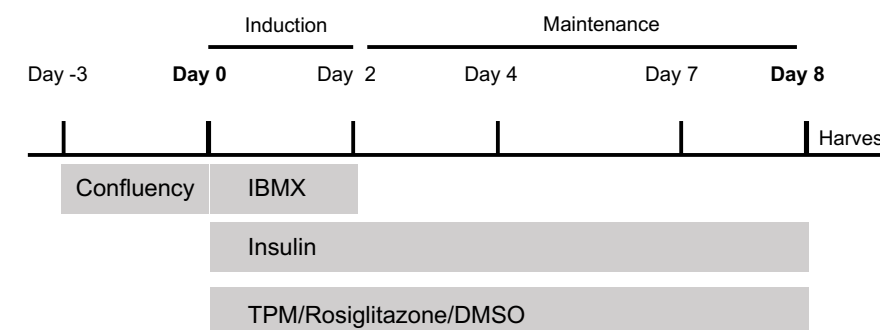 Induction Maintenance
Day -3 Day 0 Day 2 Day 4 Day 7 Day 8
Harves
Confluency IBMX
Insulin
TPM/Rosiglitazone/DMSO